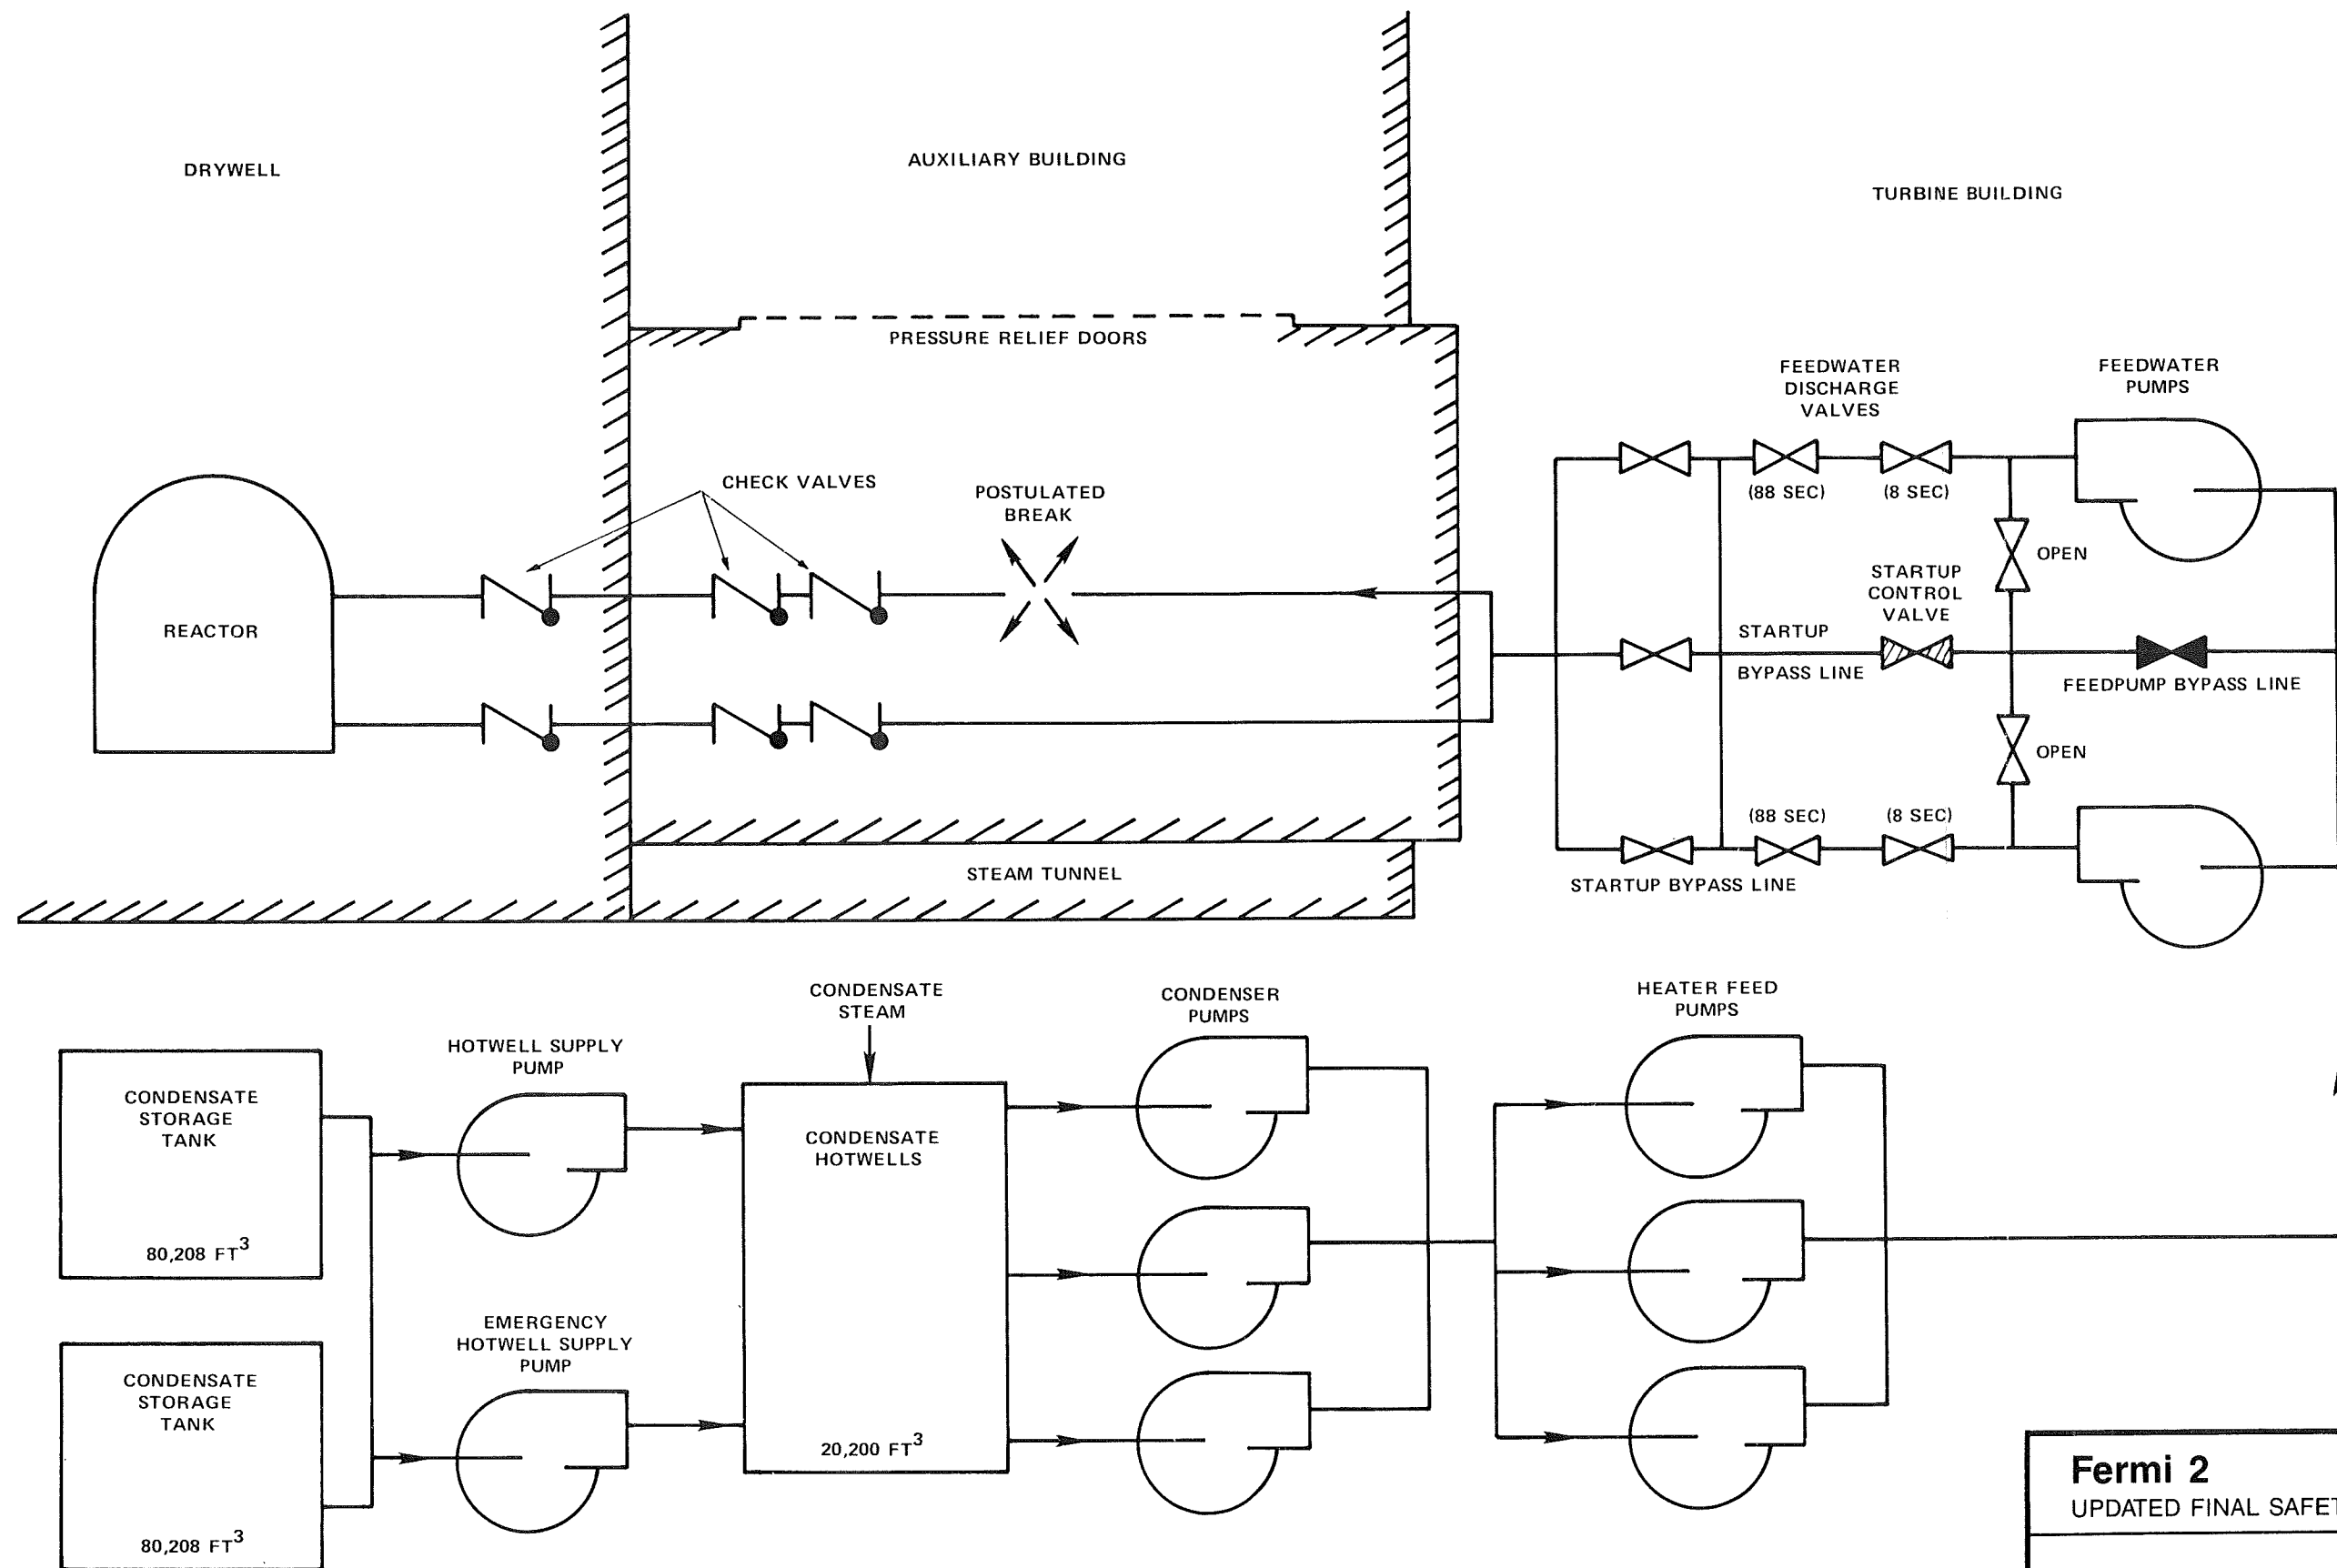 DRYWELL
AUXILIARY BUILDING
TURBINE BUILDING
PRESSURE RELIEF DOORS
FEEDWATER
DISCHARGE
VALVES
FEEDWATER
PUMPS
CHECK VALVES
POSTULATED
BREAK
(88 SEC)
(8 SEC)
OPEN
STARTUP
CONTROL
VALVE
REACTOR
STARTUP
BYPASS LINE
FEEDPUMP BYPASS LINE
OPEN
(88 SEC)
(8 SEC)
STEAM TUNNEL
STARTUP BYPASS LINE
CONDENSATE
STEAM
CONDENSER
PUMPS
HEATER FEED
PUMPS
HOTWELL SUPPLY
PUMP
CONDENSATE
STORAGE
TANK
80,208 FT³
CONDENSATE
HOTWELLS
20,200 FT³
EMERGENCY
HOTWELL SUPPLY
PUMP
CONDENSATE
STORAGE
TANK
80,208 FT³
Fermi 2
UPDATED FINAL SAFET